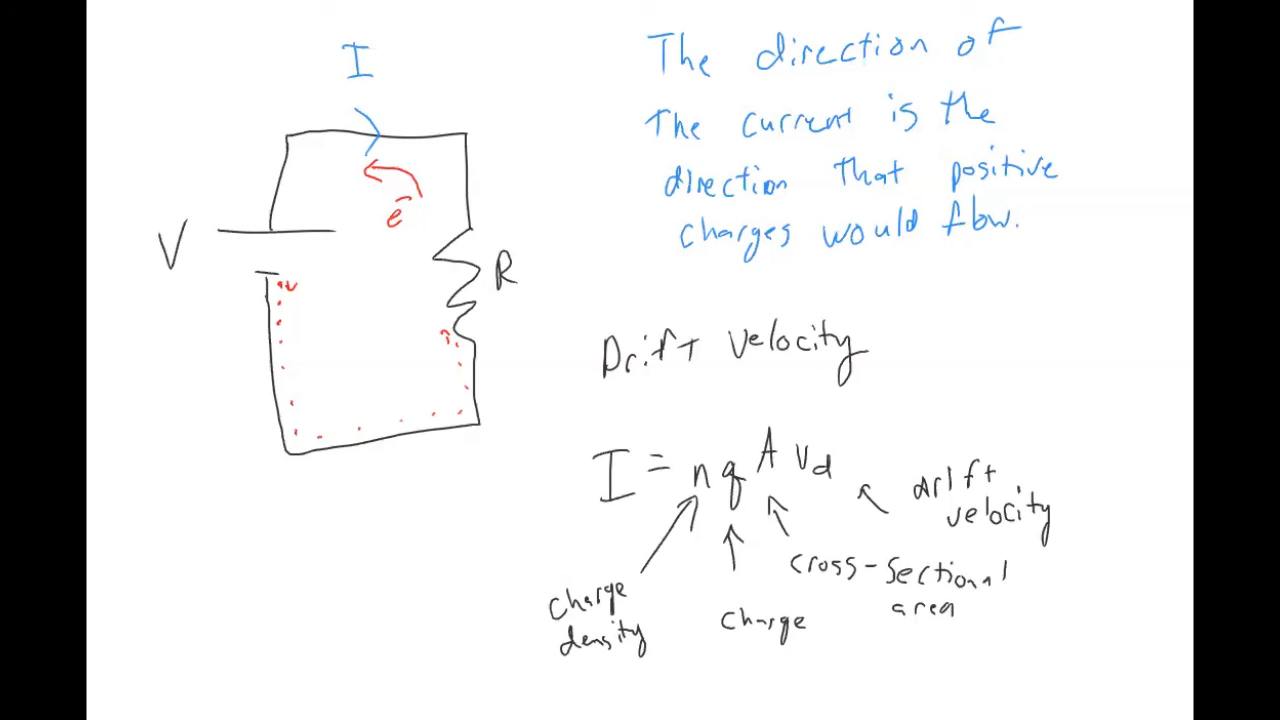 I
e⁻
V
R
The direction of
The current is the
direction that positive
charges would flow.
Drift velocity
I = nqAvd
drift
velocity
cross-sectional
area
charge
charge
density